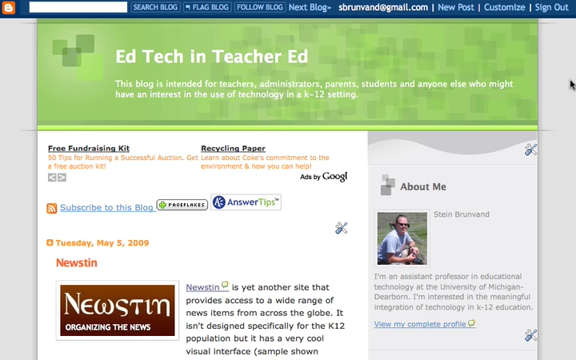 SEARCH BLOG
FLAG BLOG
FOLLOW BLOG
Next Blog»
sbrunvand@gmail.com | New Post | Customize | Sign Out
Ed Tech in Teacher Ed
This blog is intended for teachers, administrators, parents, students and anyone else who might
have an interest in the use of technology in a k-12 setting.
Free Fundraising Kit
50 Tips for Running a Successful Auction. Get
a free auction kit!
Recycling Paper
Learn about Coke's commitment to the
environment & how you can help!
Ads by Googl
Subscribe to this Blog
PAGEFLAKES
AnswerTips™
Tuesday, May 5, 2009
Newstin
NEWSTIN
ORGANIZING THE NEWS
Newstin is yet another site that
provides access to a wide range of
news items from across the globe. It
isn't designed specifically for the K12
population but it has a very cool
visual interface (sample shown
About Me
Stein Brunvand
I'm an assistant professor in educational
technology at the University of Michigan-
Dearborn. I'm interested in the meaningful
integration of technology in k-12 education.
View my complete profile